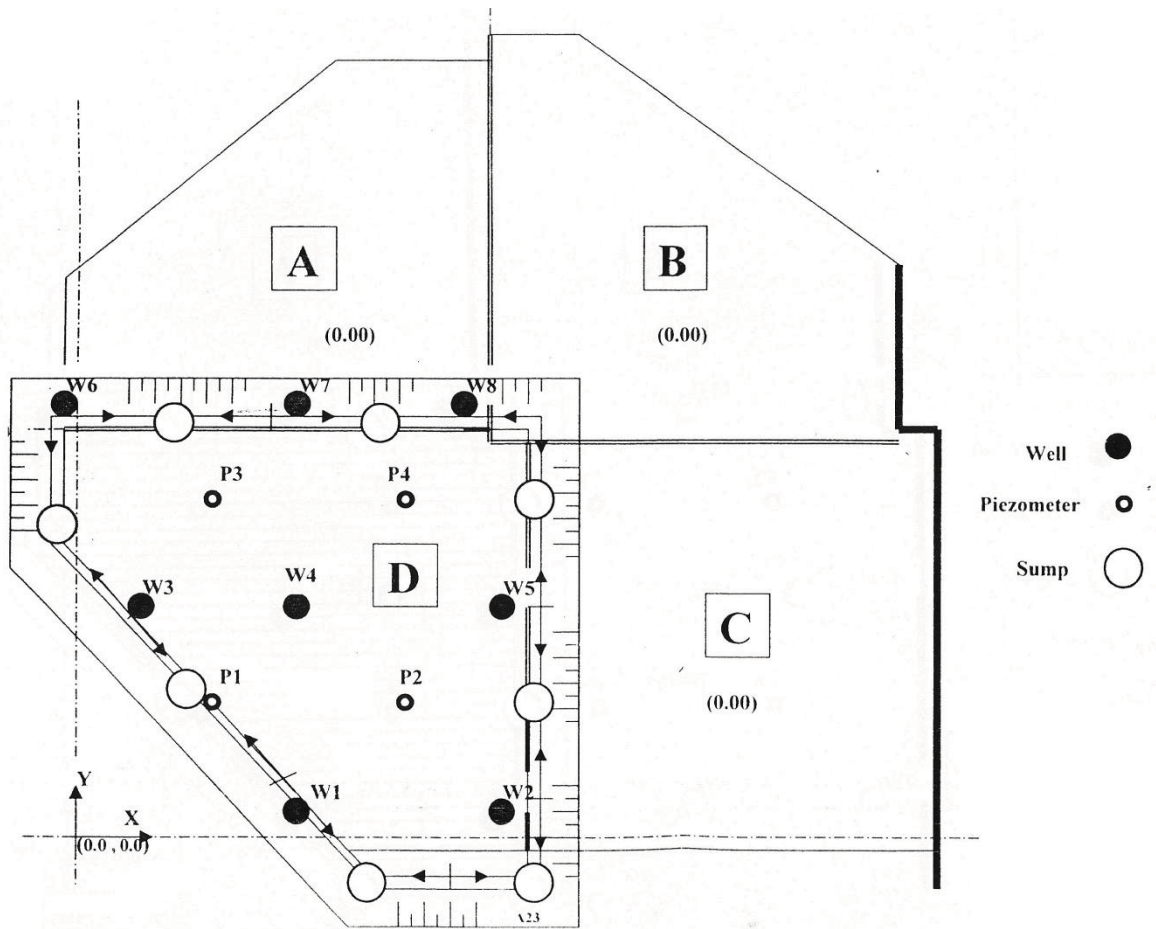 A
B
(0.00)
(0.00)
W6
W7
W8
P3
P4
Well
Piezometer
D
W3
W4
W5
Sump
C
P1
P2
(0.00)
Y
W1
W2
X
(0.0 , 0.0)
A23